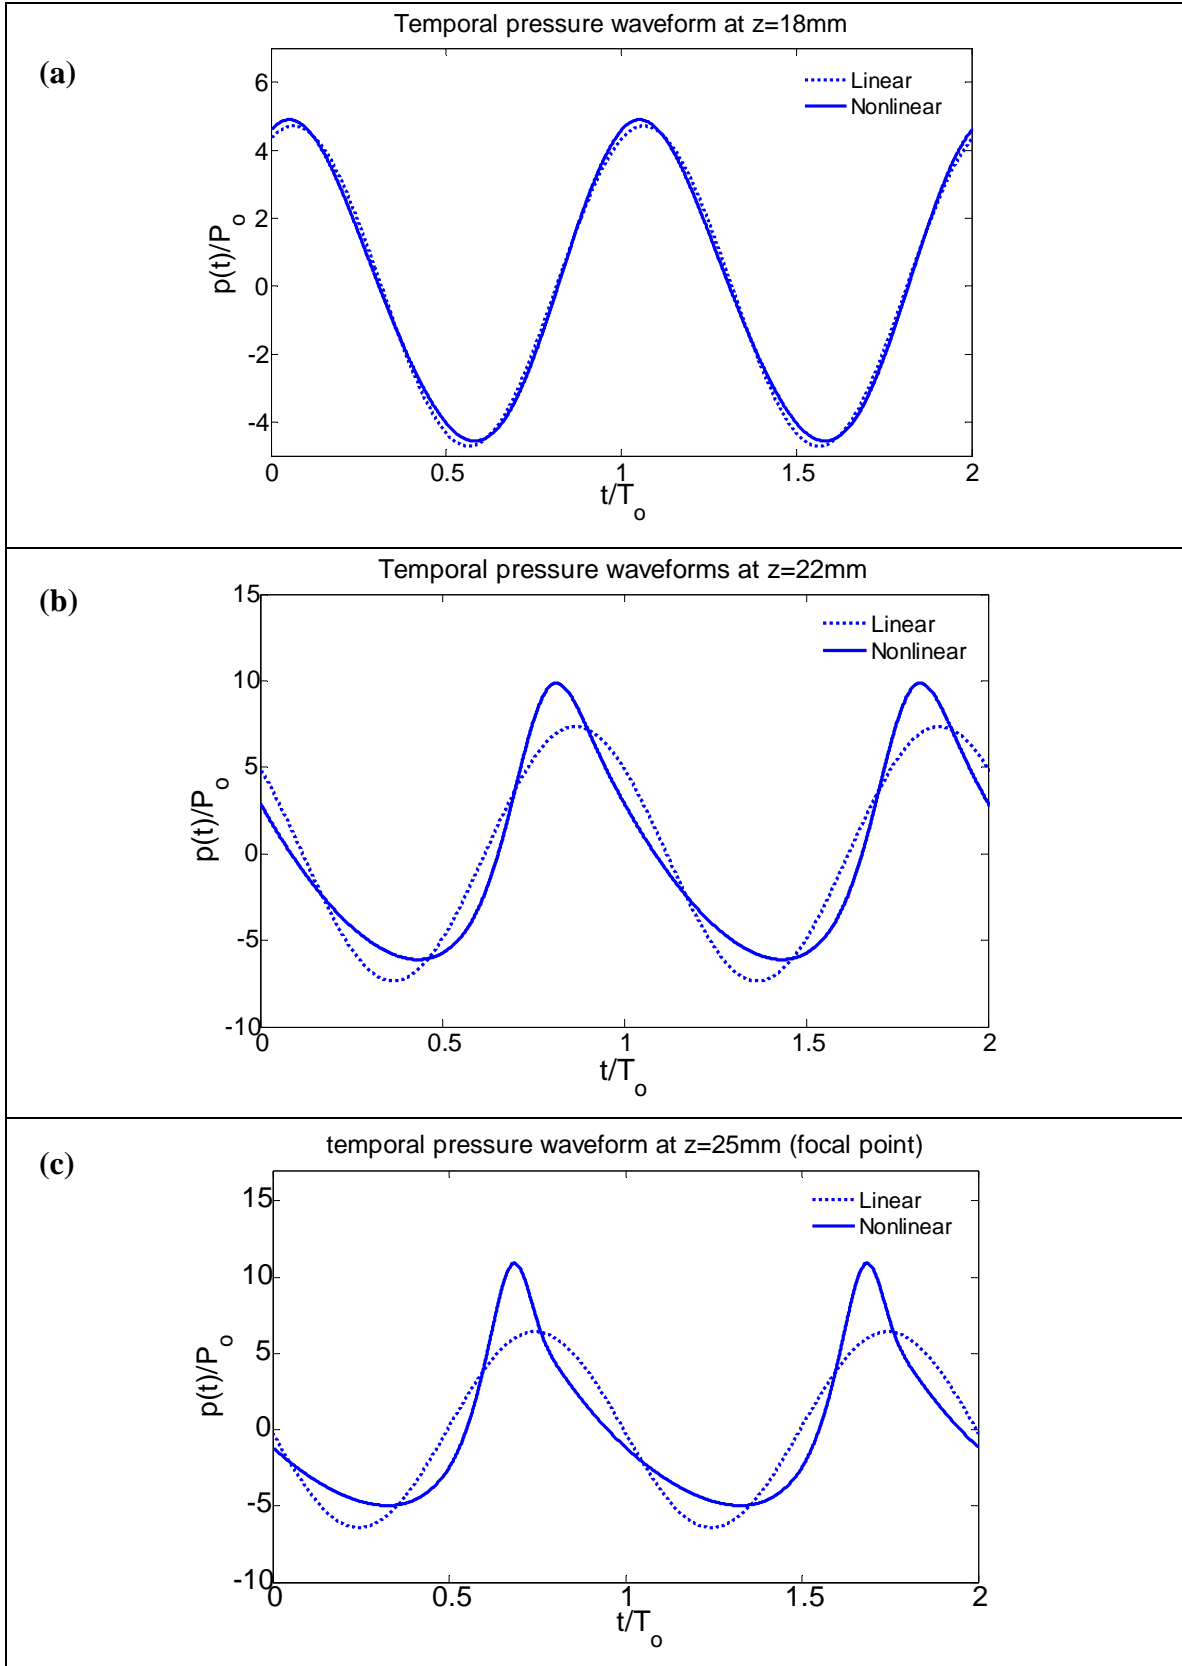 Temporal pressure waveform at z=18mm
(a)
Linear
Nonlinear
6
4
2
0
-2
-4
p(t)/Po
0 0.5 1 1.5 2
t/To
Temporal pressure waveforms at z=22mm
(b)
Linear
Nonlinear
15
10
5
0
-5
-10
p(t)/Po
0 0.5 1 1.5 2
t/To
temporal pressure waveform at z=25mm (focal point)
(c)
Linear
Nonlinear
15
10
5
0
-5
-10
p(t)/Po
0 0.5 1 1.5 2
t/To